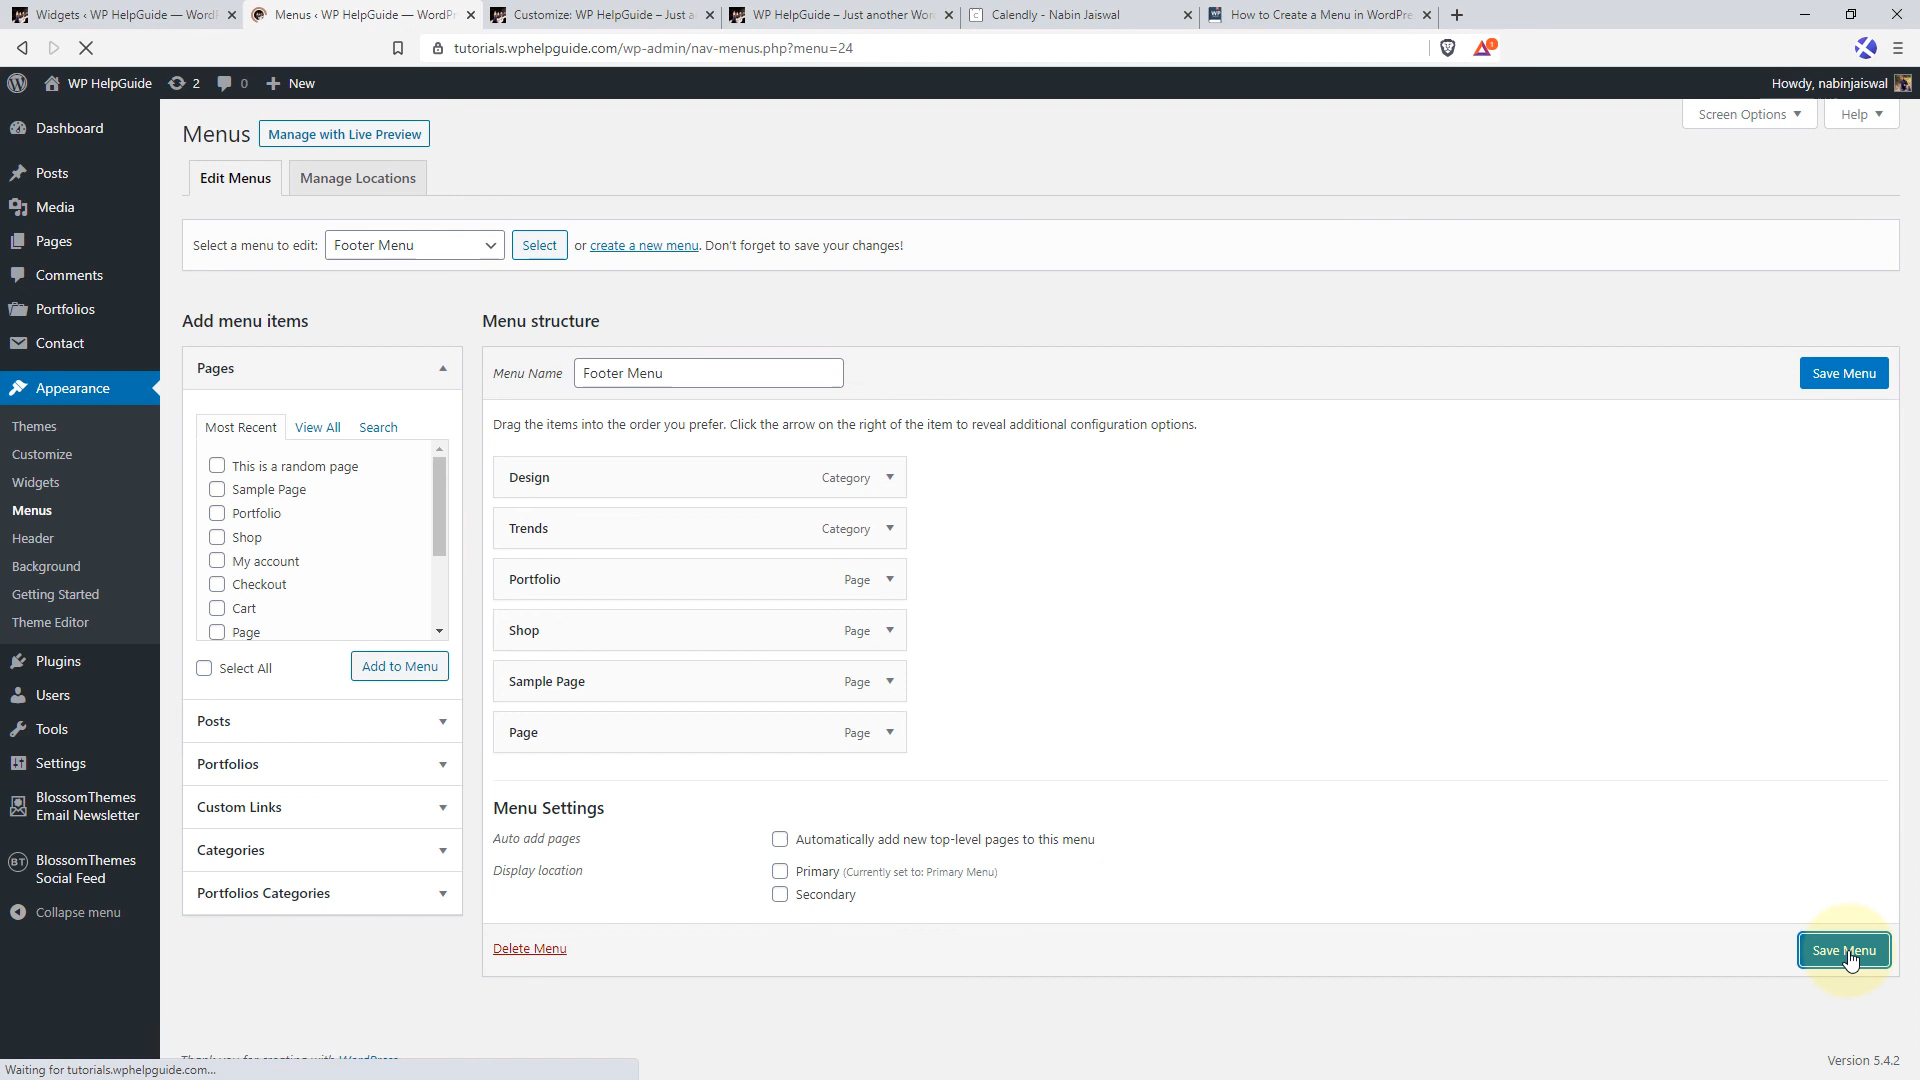 Widgets ‹ WP HelpGuide — WordP
Menus ‹ WP HelpGuide — WordPr
Customize: WP HelpGuide – Just a
WP HelpGuide – Just another Wor
Calendly - Nabin Jaiswal
How to Create a Menu in WordPre
tutorials.wphelpguide.com/wp-admin/nav-menus.php?menu=24
1
WP HelpGuide
2
0
New
Howdy, nabinjaiswal
Dashboard
Posts
Media
Pages
Comments
Portfolios
Contact
Appearance
Themes
Customize
Widgets
Menus
Header
Background
Getting Started
Theme Editor
Plugins
Users
Tools
Settings
BlossomThemes
Email Newsletter
BT
BlossomThemes
Social Feed
Collapse menu
Menus
Manage with Live Preview
Screen Options
Help
Edit Menus
Manage Locations
Select a menu to edit:
Footer Menu
Select
or create a new menu. Don't forget to save your changes!
Add menu items
Pages
Most Recent
View All
Search
This is a random page
Sample Page
Portfolio
Shop
My account
Checkout
Cart
Page
Select All
Add to Menu
Posts
Portfolios
Custom Links
Categories
Portfolios Categories
Menu structure
Menu Name
Footer Menu
Save Menu
Drag the items into the order you prefer. Click the arrow on the right of the item to reveal additional configuration options.
Design Category
Trends Category
Portfolio Page
Shop Page
Sample Page Page
Page Page
Menu Settings
Auto add pages
Automatically add new top-level pages to this menu
Display location
Primary (Currently set to: Primary Menu)
Secondary
Delete Menu
Save Menu
Thank you for creating with WordPress
Version 5.4.2
Waiting for tutorials.wphelpguide.com...